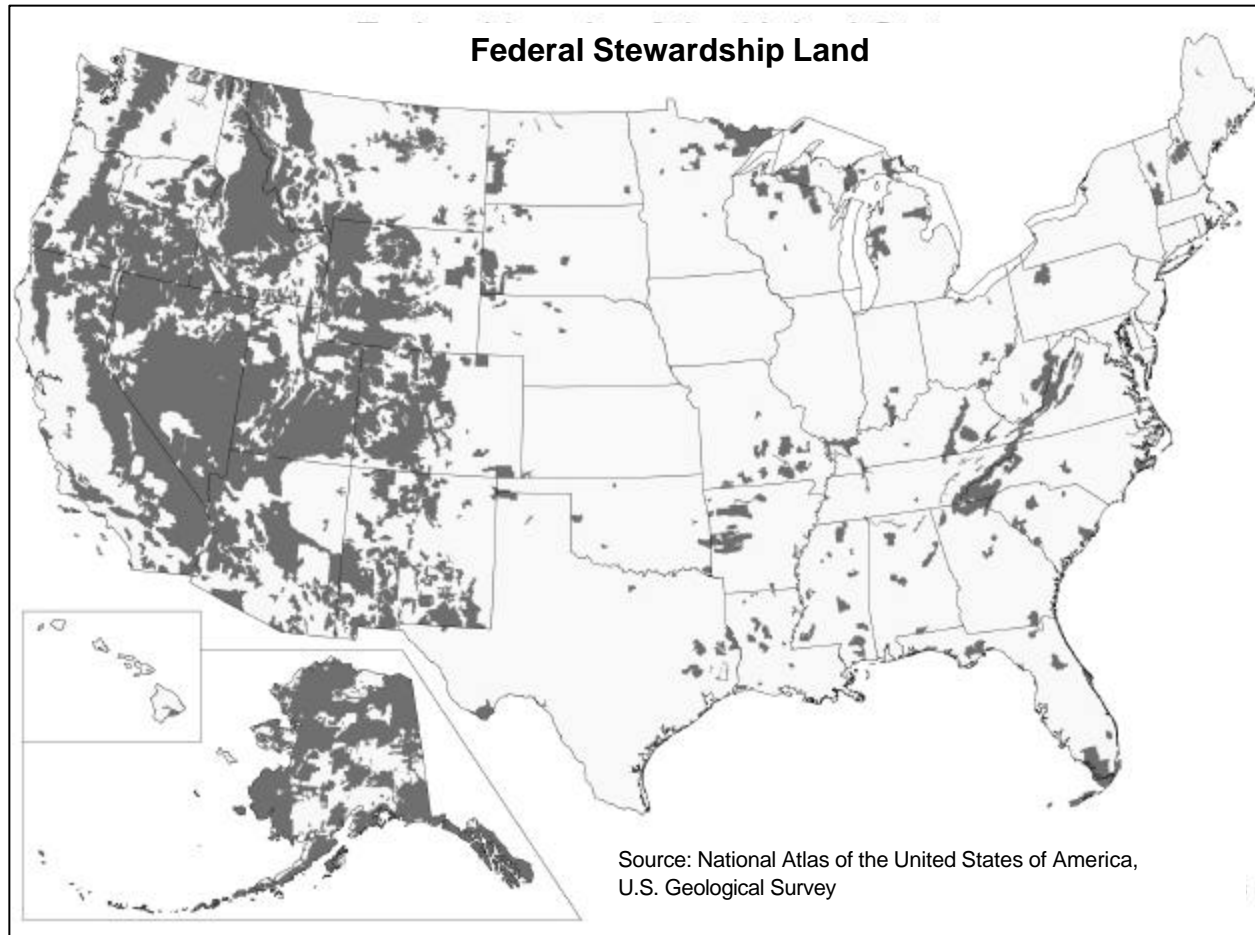 Federal Stewardship Land
Source: National Atlas of the United States of America,
U.S. Geological Survey